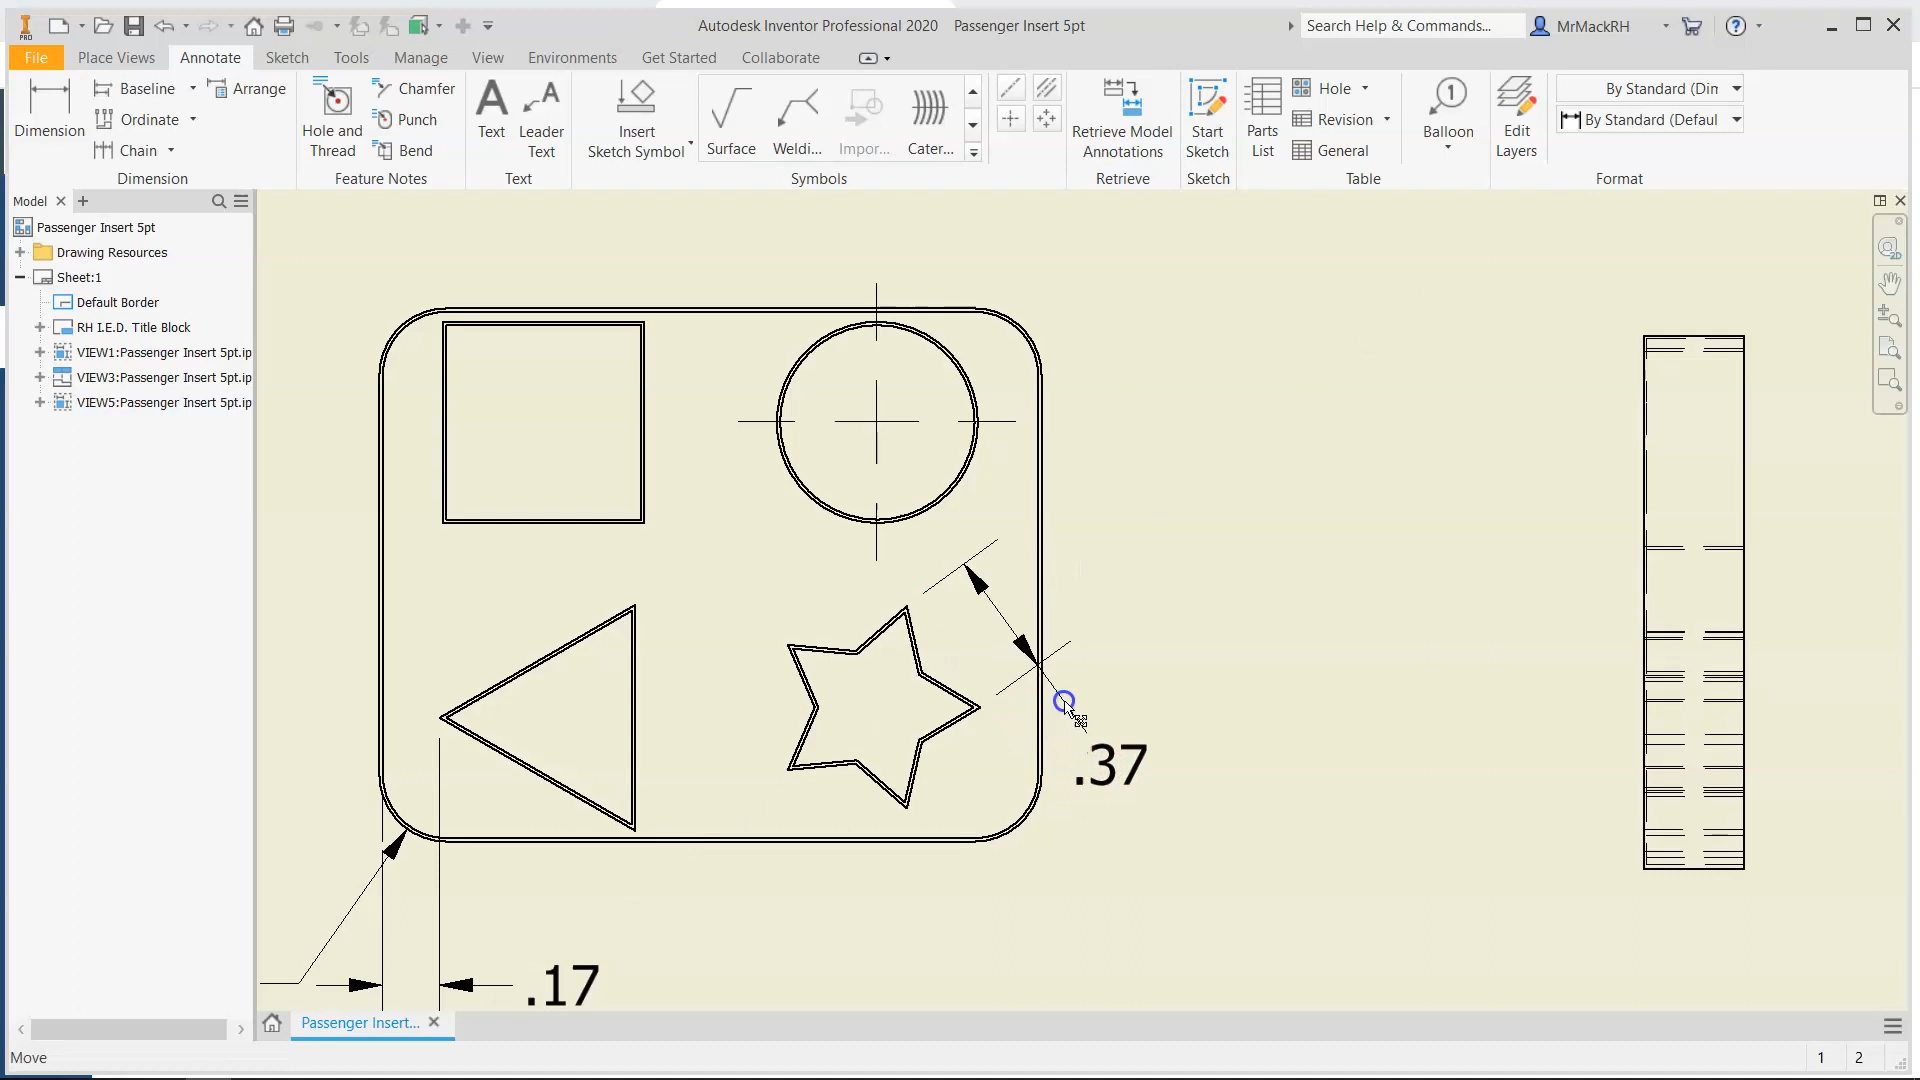 PRO
Autodesk Inventor Professional 2020 Passenger Insert 5pt
Search Help & Commands...
MrMackRH
File Place Views Annotate Sketch Tools Manage View Environments Get Started Collaborate
Dimension
Baseline
Ordinate
Chain
Arrange
Dimension
Hole and
Thread
Chamfer
Punch
Bend
Feature Notes
Text
Leader
Text
Text
Insert
Sketch Symbol
Surface
Weldi...
Impor...
Cater...
Symbols
Retrieve Model
Annotations
Retrieve
Start
Sketch
Sketch
Parts
List
Hole
Revision
General
Table
1
Balloon
Edit
Layers
By Standard (Din
By Standard (Defaul
Format
Model
Passenger Insert 5pt
Drawing Resources
Sheet:1
Default Border
RH I.E.D. Title Block
VIEW1:Passenger Insert 5pt.ip
VIEW3:Passenger Insert 5pt.ip
VIEW5:Passenger Insert 5pt.ip
2D
.37
.17
Passenger Insert...
Move
1 2